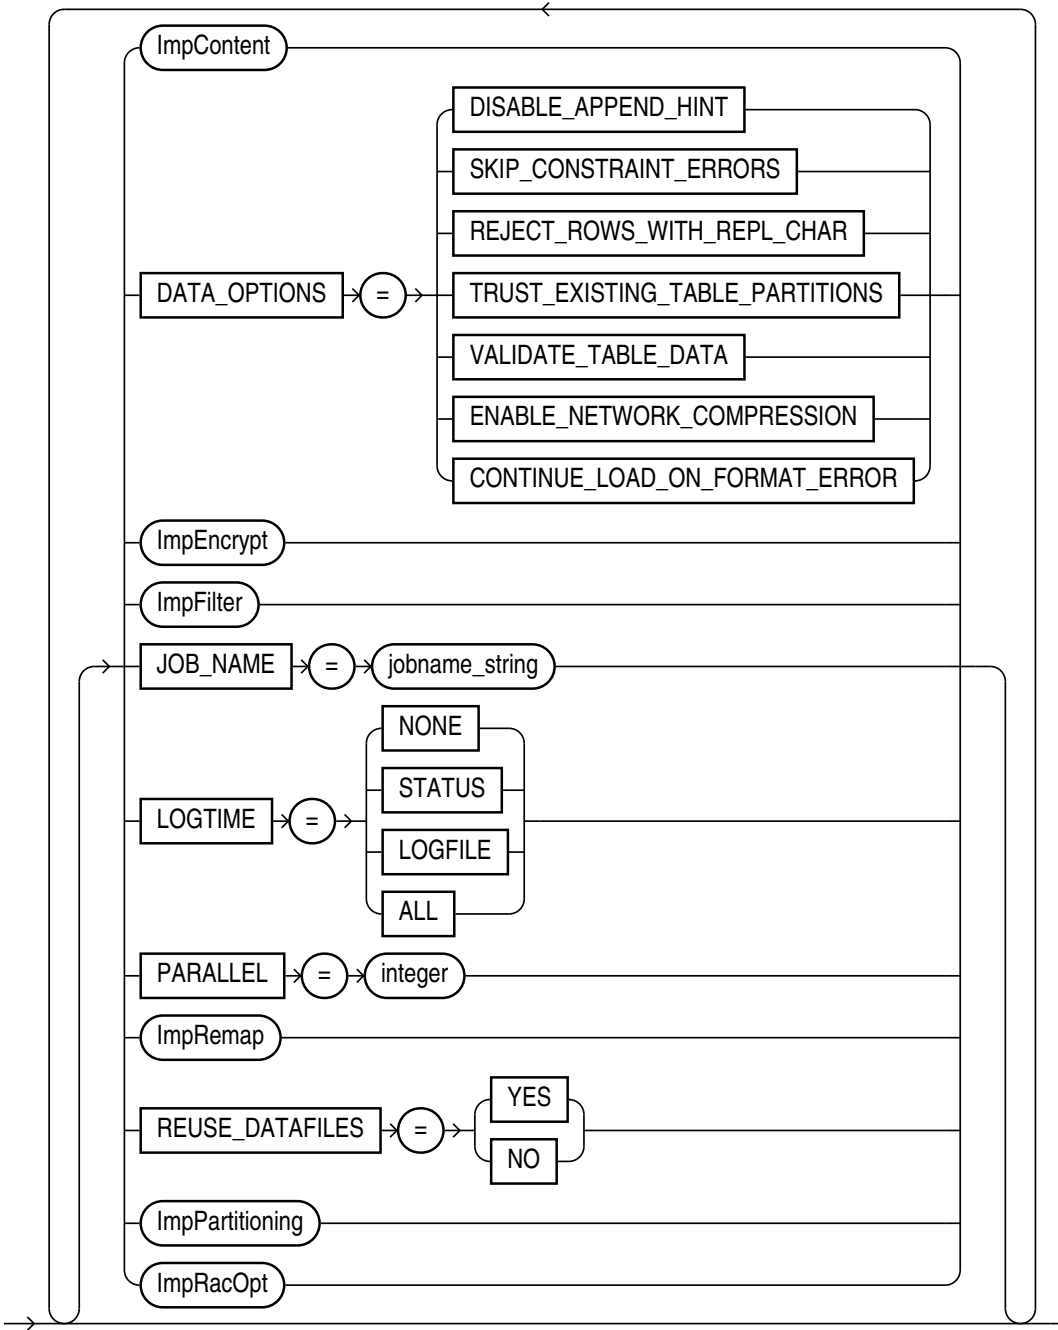 ImpContent
DISABLE_APPEND_HINT
SKIP_CONSTRAINT_ERRORS
REJECT_ROWS_WITH_REPL_CHAR
DATA_OPTIONS = TRUST_EXISTING_TABLE_PARTITIONS
VALIDATE_TABLE_DATA
ENABLE_NETWORK_COMPRESSION
CONTINUE_LOAD_ON_FORMAT_ERROR
ImpEncrypt
ImpFilter
JOB_NAME = jobname_string
NONE
STATUS
LOGTIME =
LOGFILE
ALL
PARALLEL = integer
ImpRemap
YES
REUSE_DATAFILES =
NO
ImpPartitioning
ImpRacOpt